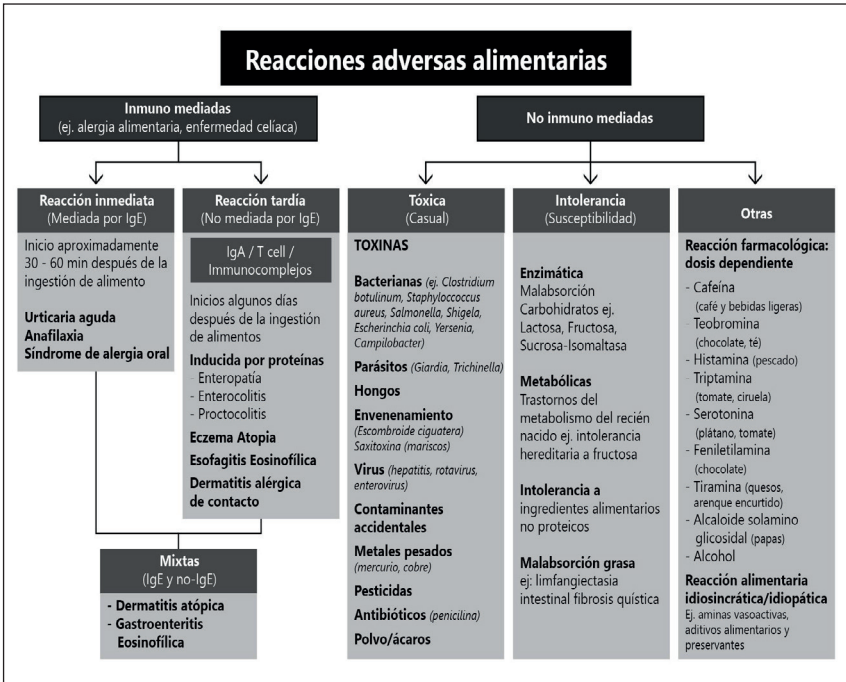 Reacciones adversas alimentarias
Inmuno mediadas
(ej. alergia alimentaria, enfermedad celíaca)
No inmuno mediadas
Reacción inmediata
(Mediada por IgE)
Inicio aproximadamente
30 - 60 min después de la
ingestión de alimento
Urticaria aguda
Anafilaxia
Síndrome de alergia oral
Reacción tardía
(No mediada por IgE)
IgA / T cell /
Immunocomplejos
Inicios algunos días
después de la ingestión
de alimentos
Inducida por proteínas
- Enteropatía
- Enterocolitis
- Proctocolitis
Eczema Atopia
Esofagitis Eosinofílica
Dermatitis alérgica
de contacto
Mixtas
(IgE y no-IgE)
- Dermatitis atópica
- Gastroenteritis
Eosinofílica
Tóxica
(Casual)
TOXINAS
Bacterianas (ej. Clostridium
botulinum, Staphyloccoccus
aureus, Salmonella, Shigela,
Escherinchia coli, Yersenia,
Campilobacter)
Parásitos (Giardia, Trichinella)
Hongos
Envenenamiento
(Escombroide ciguatera)
Saxitoxina (mariscos)
Virus (hepatitis, rotavirus,
enterovirus)
Contaminantes
accidentales
Metales pesados
(mercurio, cobre)
Pesticidas
Antibióticos (penicilina)
Polvo/ácaros
Intolerancia
(Susceptibilidad)
Enzimática
Malabsorción
Carbohidratos ej.
Lactosa, Fructosa,
Sucrosa-Isomaltasa
Metabólicas
Trastornos del
metabolismo del recién
nacido ej. intolerancia
hereditaria a fructosa
Intolerancia a
ingredientes alimentarios
no proteicos
Malabsorción grasa
ej: limfangiectasia
intestinal fibrosis quística
Otras
Reacción farmacológica:
dosis dependiente
- Cafeína
(café y bebidas ligeras)
- Teobromina
(chocolate, té)
- Histamina (pescado)
- Triptamina
(tomate, ciruela)
- Serotonina
(plátano, tomate)
- Feniletilamina
(chocolate)
- Tiramina (quesos,
arenque encurtido)
- Alcaloide solamino
glicosidal (papas)
- Alcohol
Reacción alimentaria
idiosincrática/idiopática
Ej. aminas vasoactivas,
aditivos alimentarios y
preservantes